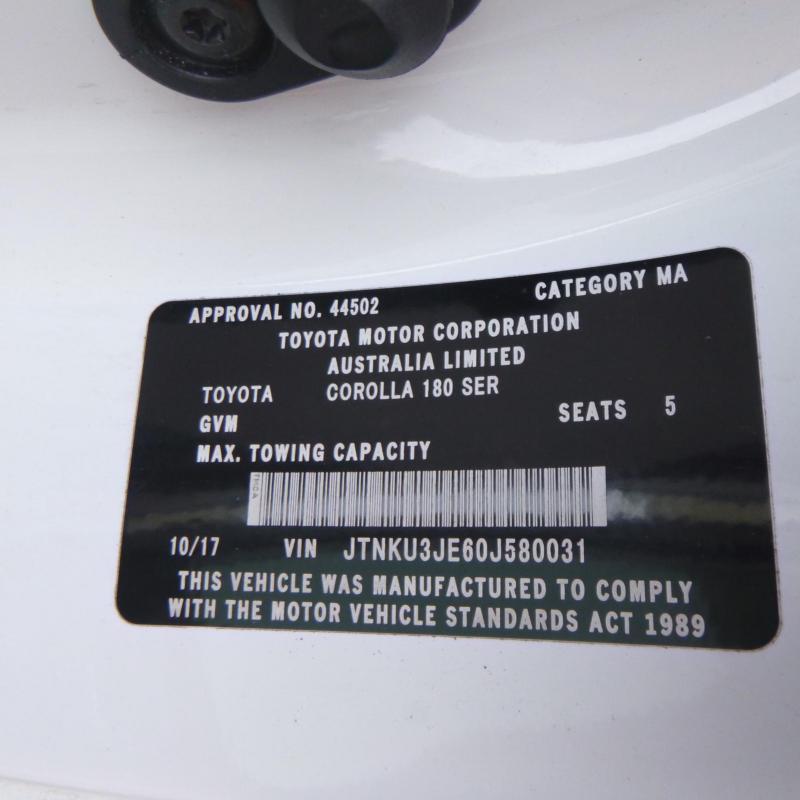 APPROVAL NO. 44502 CATEGORY MA
TOYOTA MOTOR CORPORATION
AUSTRALIA LIMITED
TOYOTA COROLLA 180 SER
GVM SEATS 5
MAX. TOWING CAPACITY
10/17 VIN JTNKU3JE60J580031
THIS VEHICLE WAS MANUFACTURED TO COMPLY
WITH THE MOTOR VEHICLE STANDARDS ACT 1989